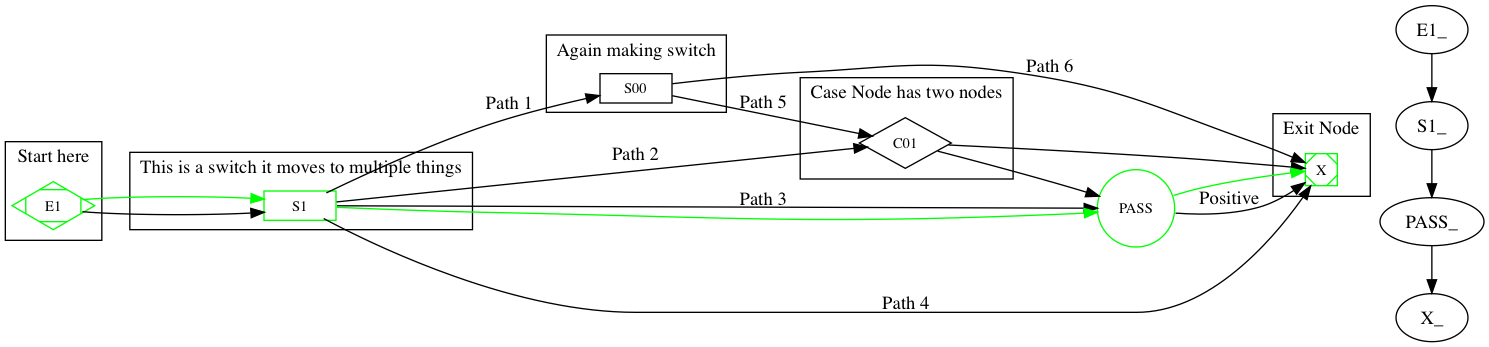 Start here
E1
This is a switch it moves to multiple things
S1
Path 1
Path 2
Path 3
Path 4
Again making switch
S00
Path 5
Path 6
Case Node has two nodes
C01
PASS
Positive
Exit Node
X
E1_
S1_
PASS_
X_